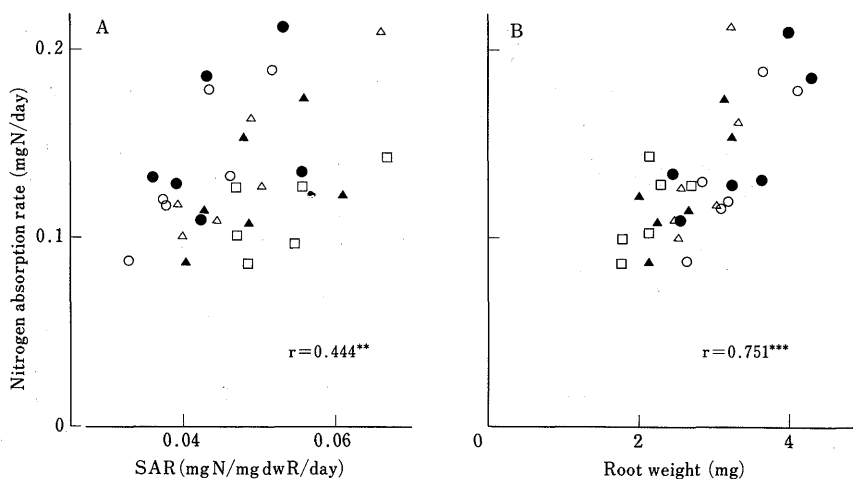 A
B
Nitrogen absorption rate (mgN/day)
0.2
0.1
0
r=0.444**
r=0.751***
0.04
0.06
0
2
4
SAR(mgN/mgdwR/day)
Root weight (mg)